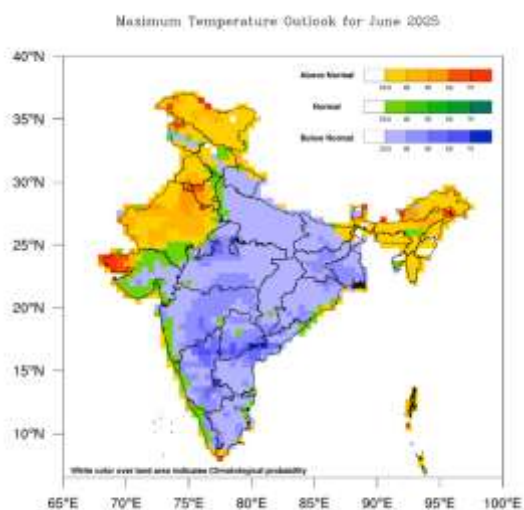 Maximum Temperature Outlook for June 2025
40°N
35°N
30°N
25°N
20°N
15°N
10°N
Above Normal
Normal
Below Normal
White color over land area indicates Climatological probability
65°E 70°E 75°E 80°E 85°E 90°E 95°E 100°E